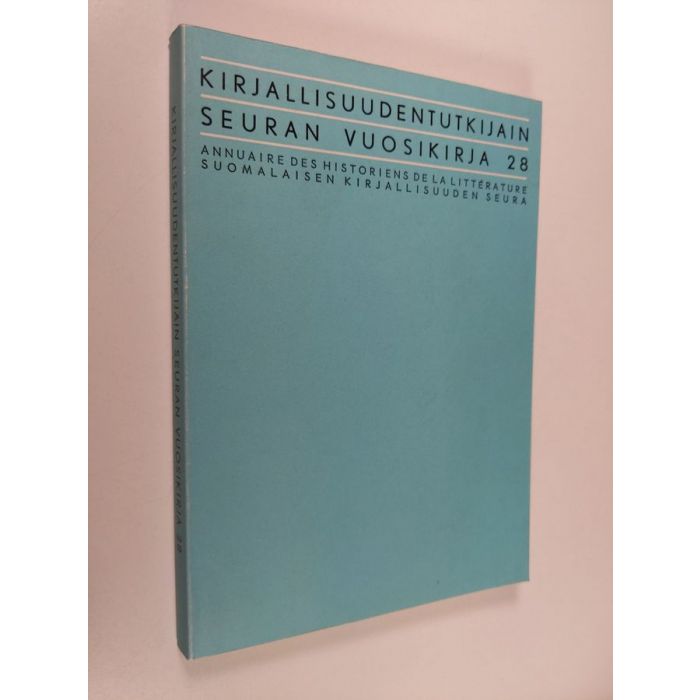 KIRJALLISUUDENTUTKIJAIN
SEURAN VUOSIKIRJA 28
ANNUAIRE DES HISTORIENS DE LA LITTÉRATURE
SUOMALAISEN KIRJALLISUUDEN SEURA
KIRJALLISUUDENTUTKIJAIN SEURAN VUOSIKIRJA 28